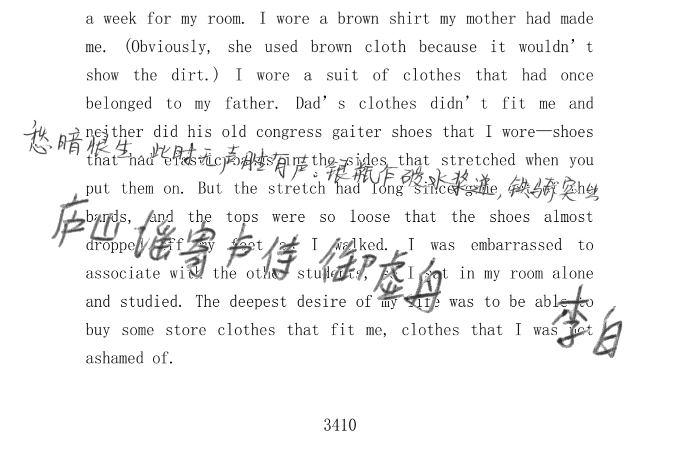 a week for my room. I wore a brown shirt my mother had made
me. (Obviously, she used brown cloth because it wouldn't
show the dirt.) I wore a suit of clothes that had once
belonged to my father. Dad's clothes didn't fit me and
neither did his old congress gaiter shoes that I wore—shoes
愁暗恨生,此时无声胜有声。银瓶乍破水浆迸,铁骑突出
that had elastic bands in the sides that stretched when you
put them on. But the stretch had long since gone the
bands, and the tops were so loose that the shoes almost
庐山谣寄卢侍御虚舟
dropped off my feet as I walked. I was embarrassed to
associate with the other students, so I sat in my room alone
and studied. The deepest desire of my life was to be able to
李白
buy some store clothes that fit me, clothes that I was not
ashamed of.
3410